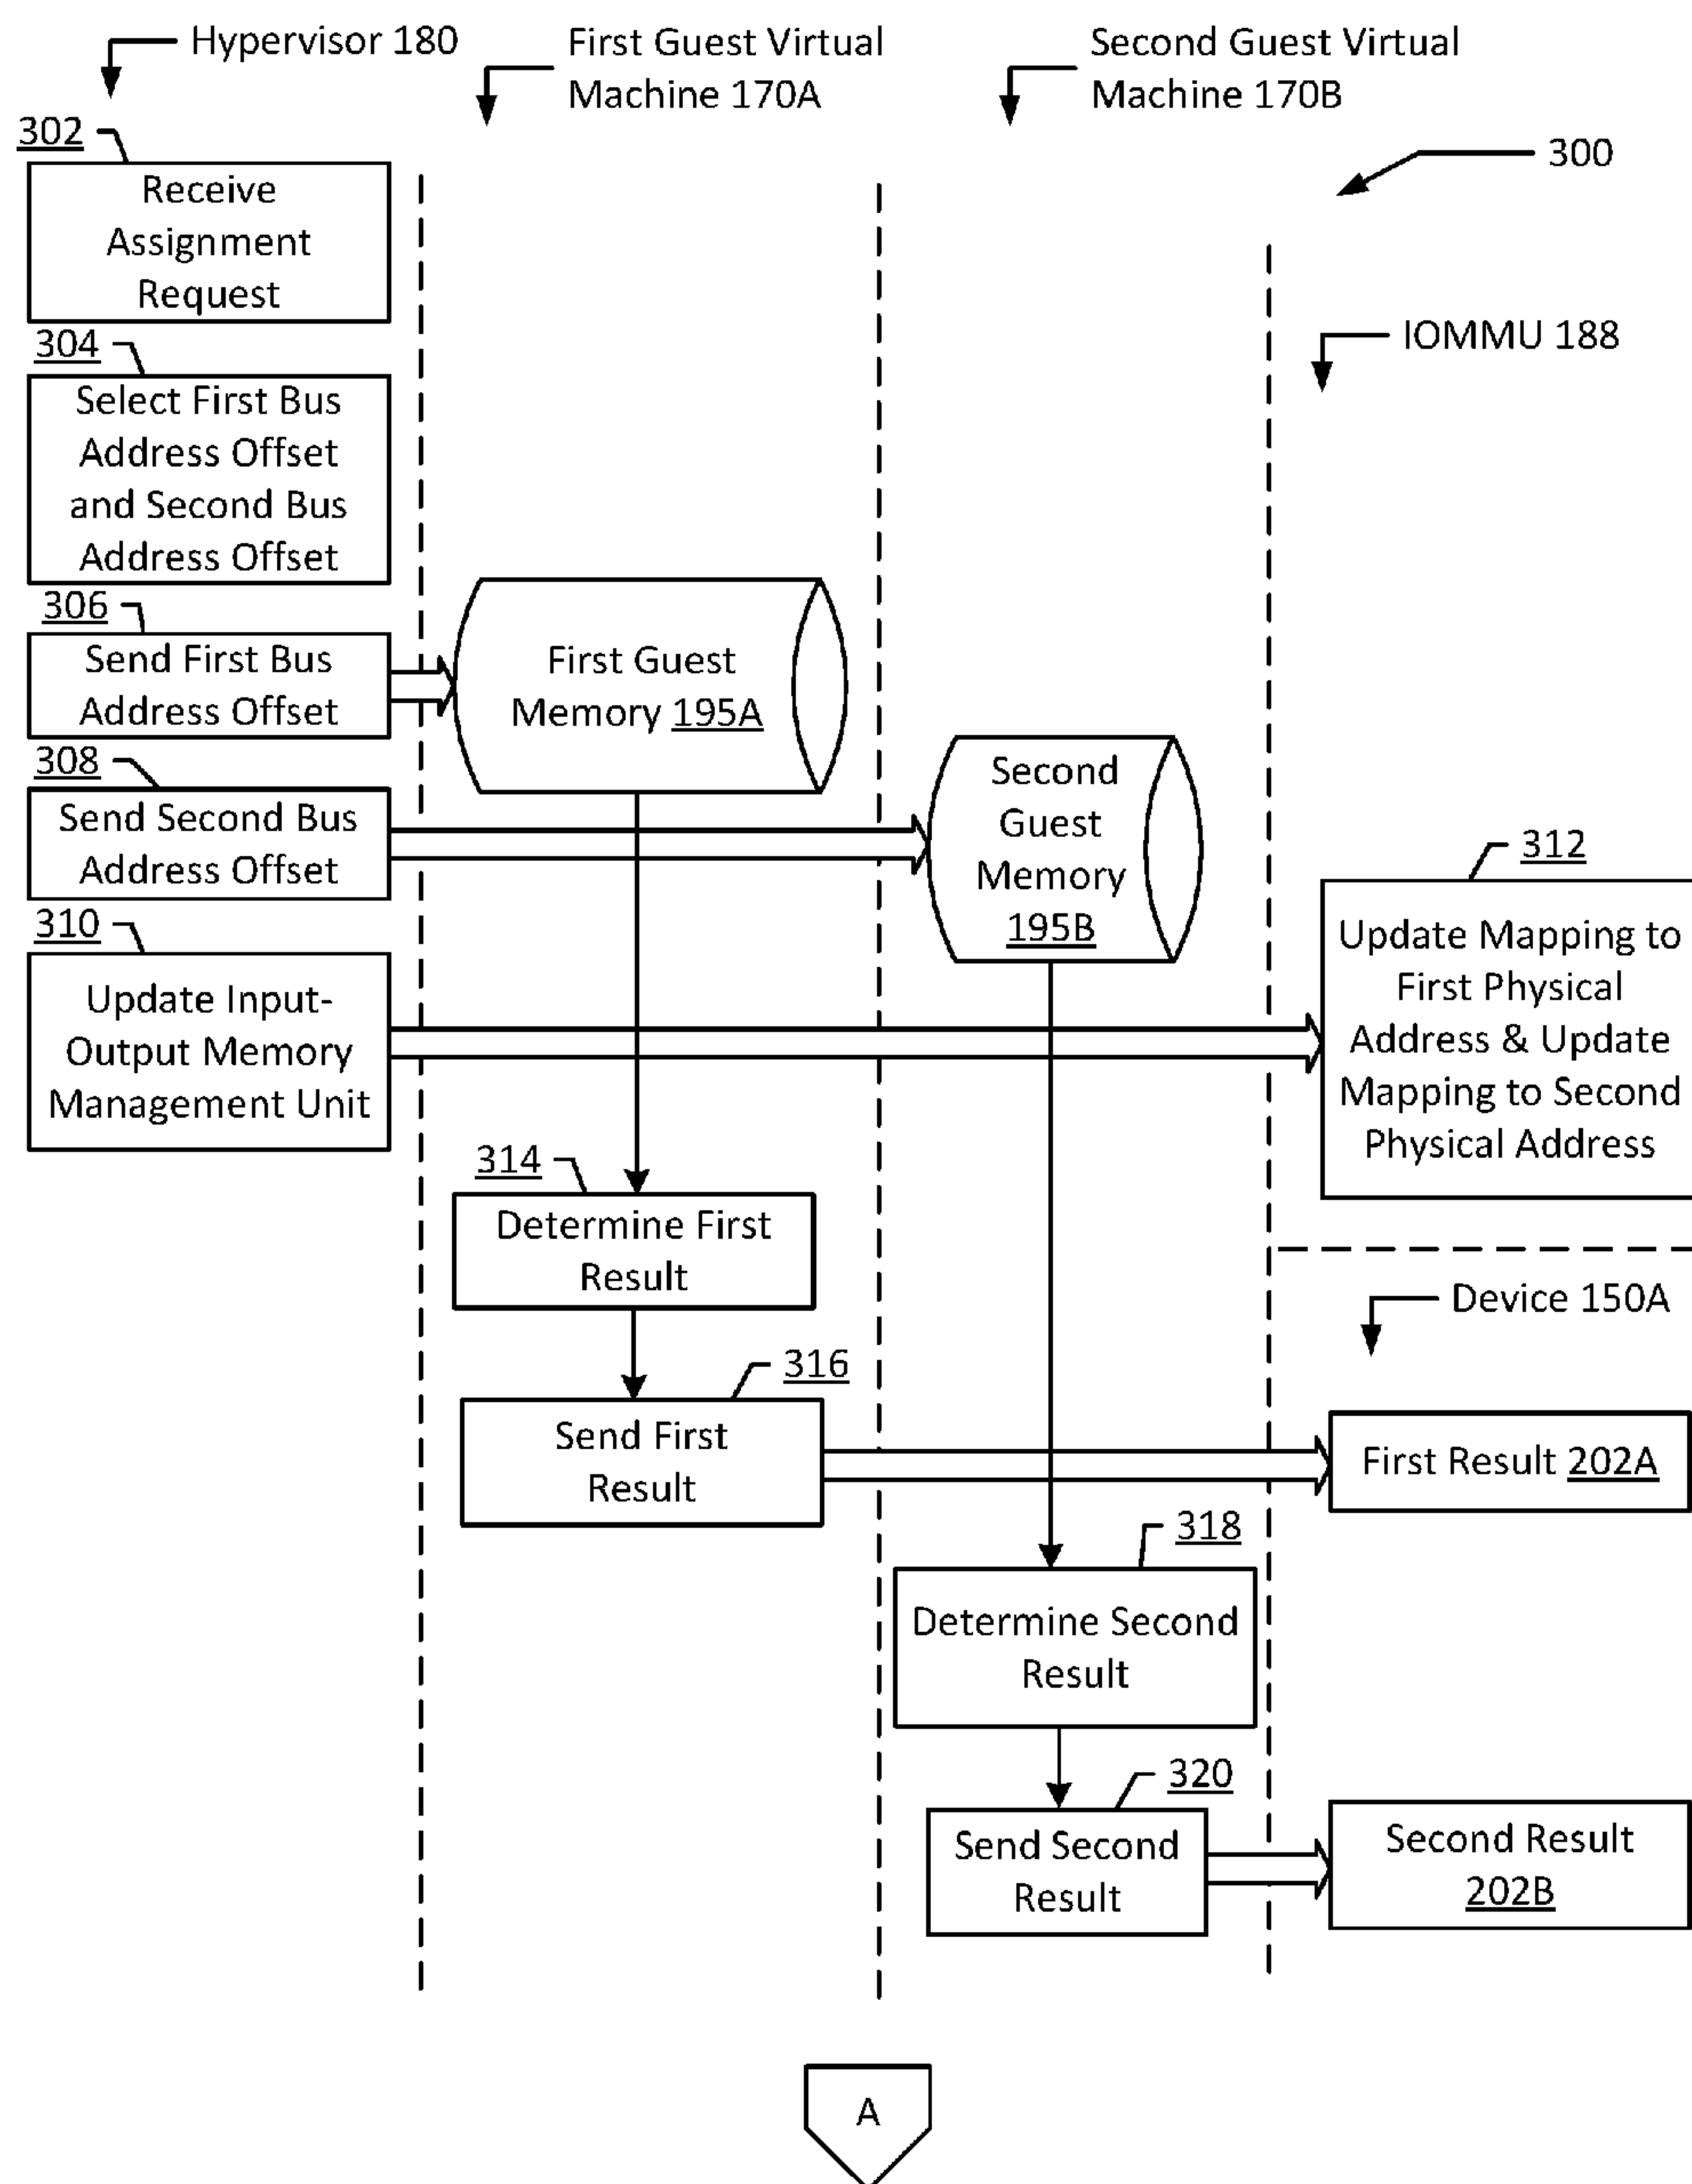 Hypervisor 180
First Guest Virtual
Machine 170A
Second Guest Virtual
Machine 170B
300
302
Receive
Assignment
Request
IOMMU 188
304
Select First Bus
Address Offset
and Second Bus
Address Offset
306
Send First Bus
Address Offset
First Guest
Memory 195A
308
Send Second Bus
Address Offset
Second
Guest
Memory
195B
312
Update Mapping to
First Physical
Address & Update
Mapping to Second
Physical Address
310
Update Input-
Output Memory
Management Unit
314
Determine First
Result
Device 150A
316
Send First
Result
First Result 202A
318
Determine Second
Result
320
Send Second
Result
Second Result
202B
A